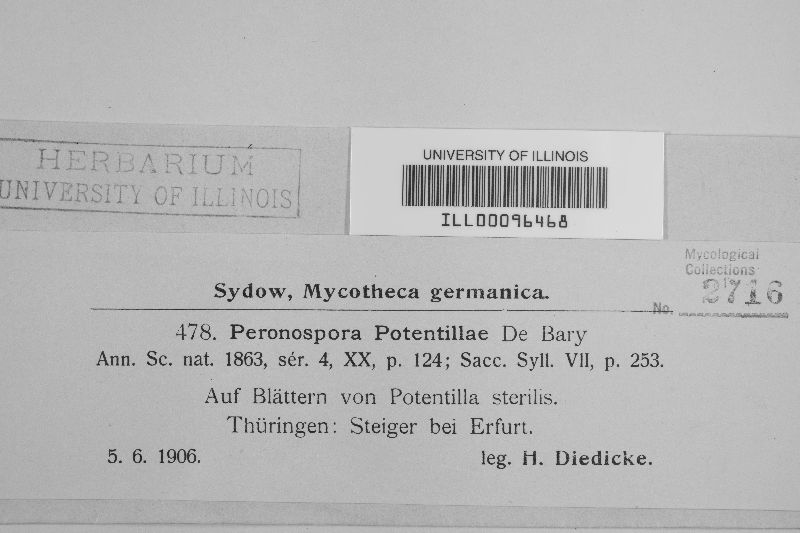 HERBARIUM
UNIVERSITY OF ILLINOIS
UNIVERSITY OF ILLINOIS
ILL00096468
Mycological
Collections
No. 2716
Sydow, Mycotheca germanica.
478. Peronospora Potentillae De Bary
Ann. Sc. nat. 1863, sér. 4, XX, p. 124; Sacc. Syll. VII, p. 253.
Auf Blättern von Potentilla sterilis.
Thüringen: Steiger bei Erfurt.
5. 6. 1906. leg. H. Diedicke.